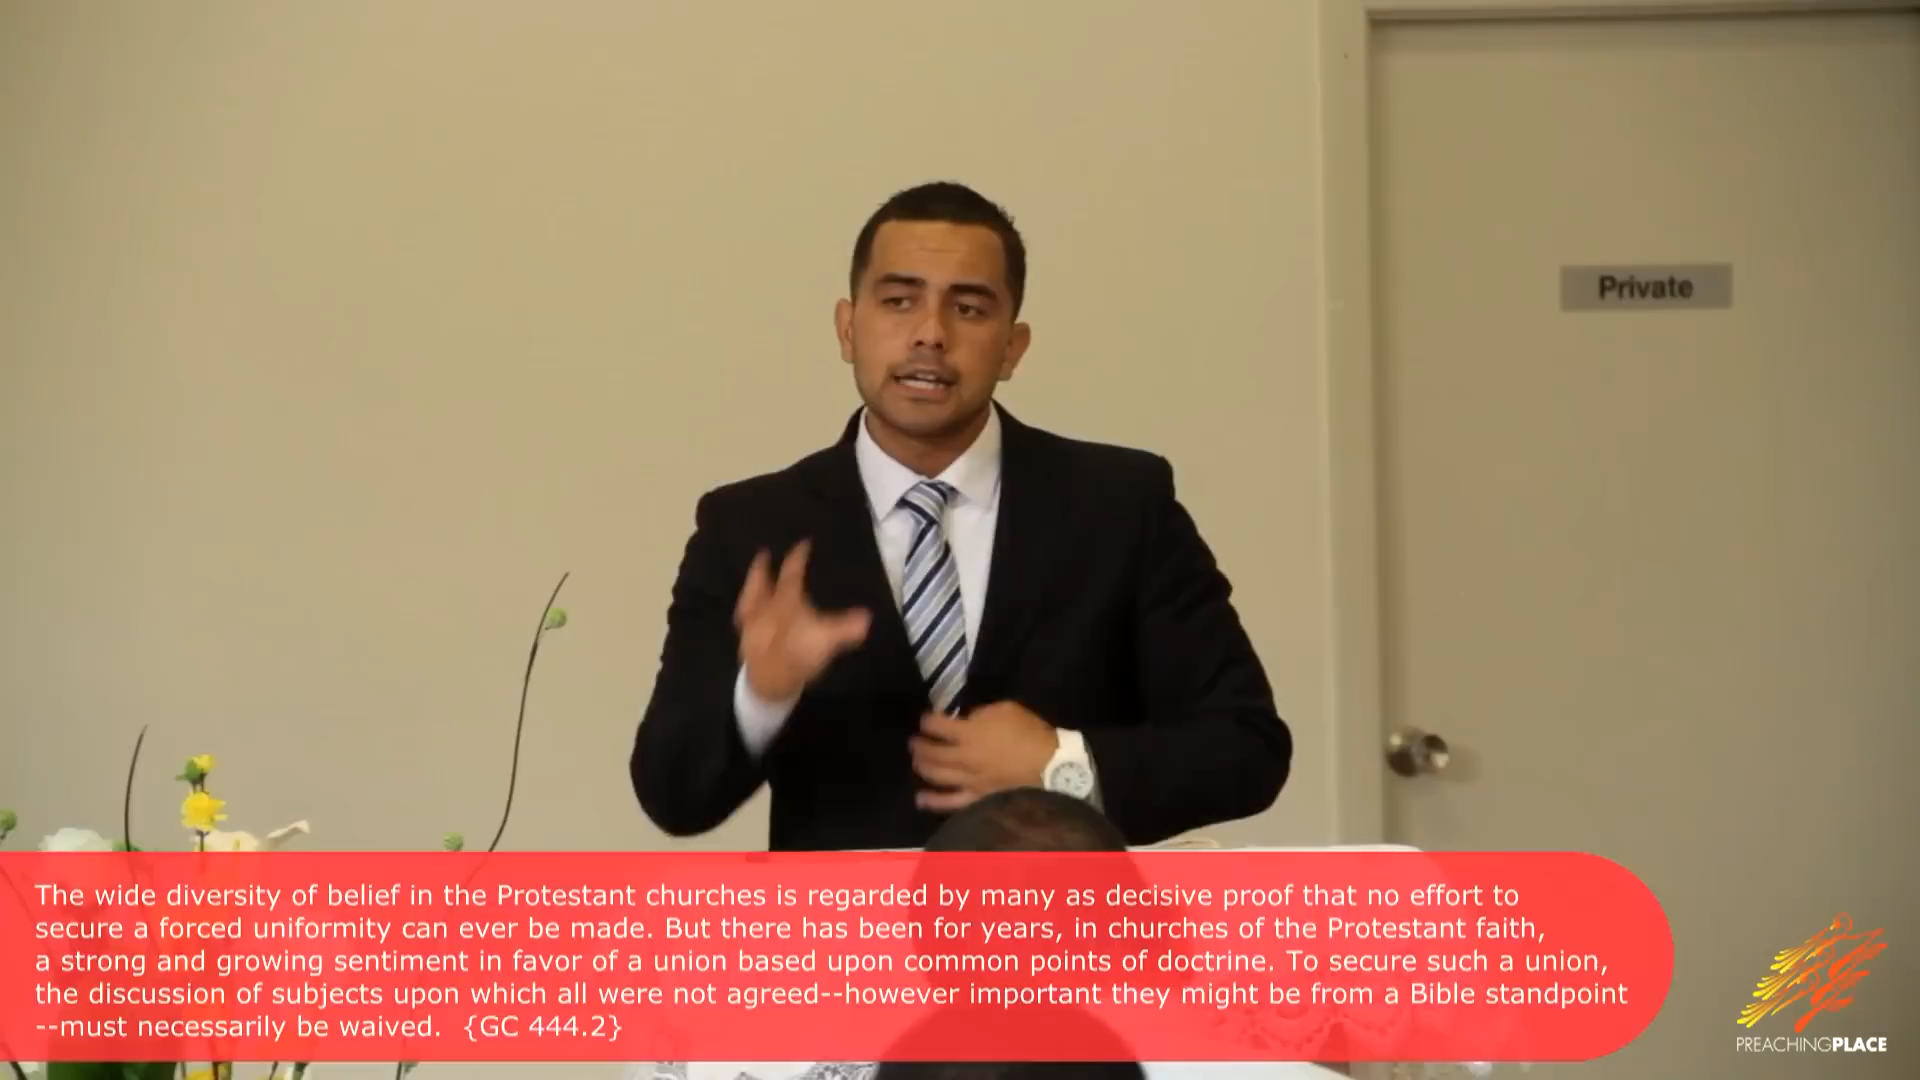 Private
The wide diversity of belief in the Protestant churches is regarded by many as decisive proof that no effort to
secure a forced uniformity can ever be made. But there has been for years, in churches of the Protestant faith,
a strong and growing sentiment in favor of a union based upon common points of doctrine. To secure such a union,
the discussion of subjects upon which all were not agreed--however important they might be from a Bible standpoint
--must necessarily be waived. {GC 444.2}
PREACHINGPLACE